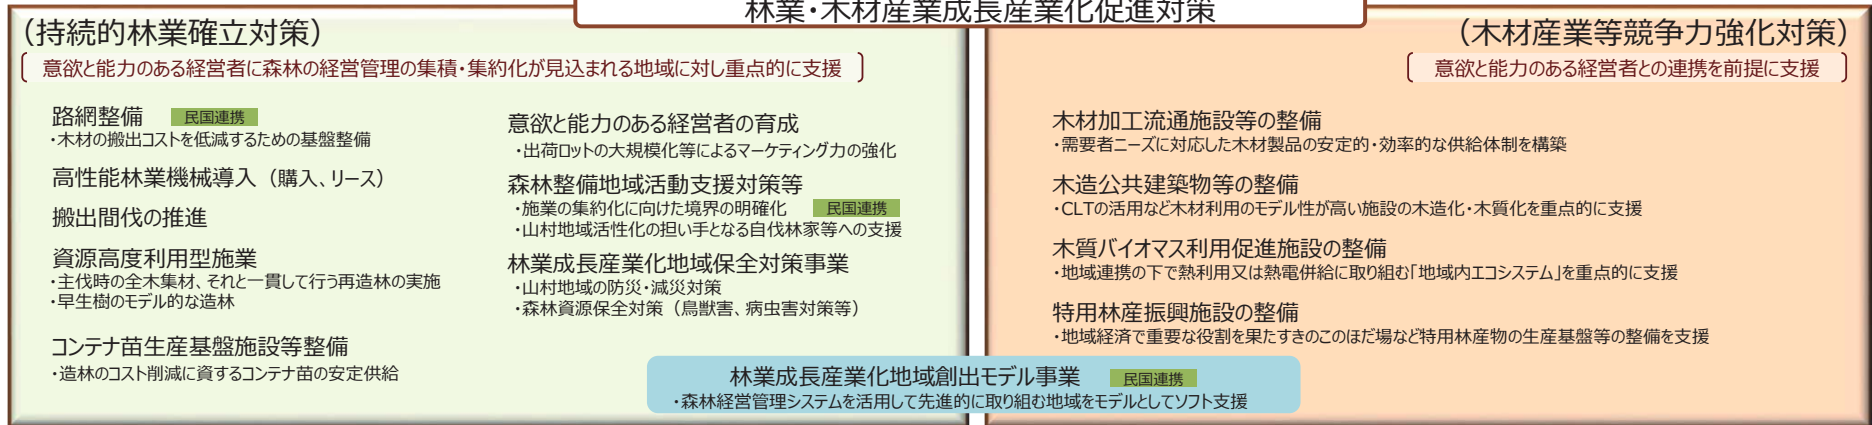 林業・木材産業成長産業化促進対策
（持続的林業確立対策）
意欲と能力のある経営者に森林の経営管理の集積・集約化が見込まれる地域に対し重点的に支援
路網整備 民国連携
・木材の搬出コストを低減するための基盤整備
高性能林業機械導入（購入、リース）
搬出間伐の推進
資源高度利用型施業
・主伐時の全木集材、それと一貫して行う再造林の実施
・早生樹のモデル的な造林
コンテナ苗生産基盤施設等整備
・造林のコスト削減に資するコンテナ苗の安定供給
意欲と能力のある経営者の育成
・出荷ロットの大規模化等によるマーケティング力の強化
森林整備地域活動支援対策等
・施業の集約化に向けた境界の明確化 民国連携
・山村地域活性化の担い手となる自伐林家等への支援
林業成長産業化地域保全対策事業
・山村地域の防災・減災対策
・森林資源保全対策（鳥獣害、病虫害対策等）
（木材産業等競争力強化対策）
意欲と能力のある経営者との連携を前提に支援
木材加工流通施設等の整備
・需要者ニーズに対応した木材製品の安定的・効率的な供給体制を構築
木造公共建築物等の整備
・CLTの活用など木材利用のモデル性が高い施設の木造化・木質化を重点的に支援
木質バイオマス利用促進施設の整備
・地域連携の下で熱利用又は熱電併給に取り組む「地域内エコシステム」を重点的に支援
特用林産振興施設の整備
・地域経済で重要な役割を果たすきのこのほだ場など特用林産物の生産基盤等の整備を支援
林業成長産業化地域創出モデル事業 民国連携
・森林経営管理システムを活用して先進的に取り組む地域をモデルとしてソフト支援